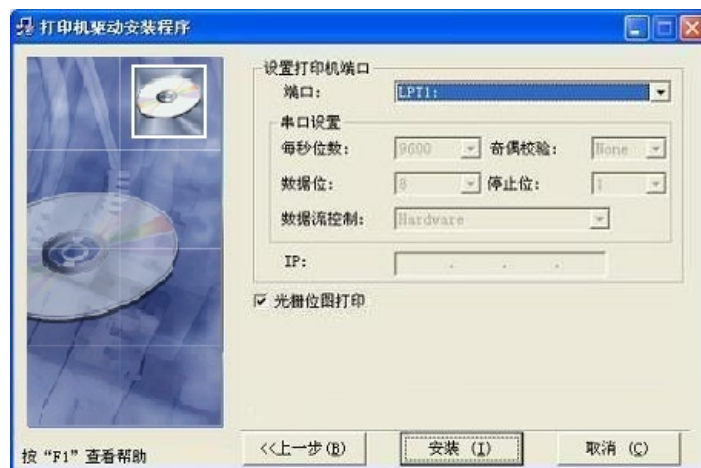 打印机驱动安装程序
设置打印机端口
端口: LPT1:
串口设置
每秒位数: 9600 奇偶校验: None
数据位: 8 停止位: 1
数据流控制: Hardware
IP: . . .
光栅位图打印
按 “F1” 查看帮助
<<上一步(B) 安装 (I) 取消 (C)